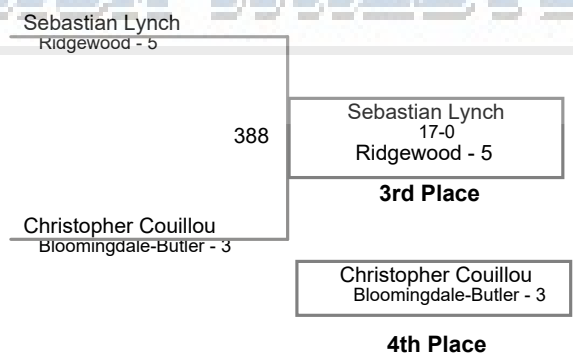 Sebastian Lynch
Ridgewood - 5
388
Sebastian Lynch
17-0
Ridgewood - 5
3rd Place
Christopher Couillou
Bloomingdale-Butler - 3
Christopher Couillou
Bloomingdale-Butler - 3
4th Place